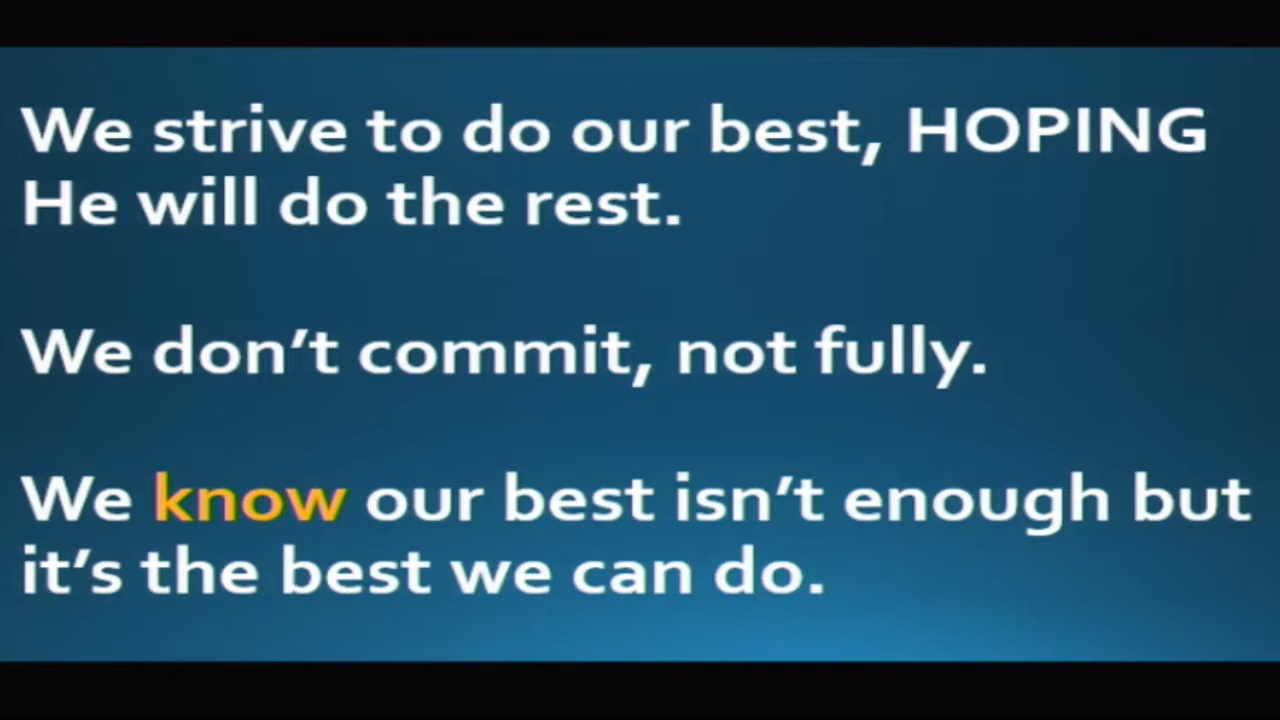 We strive to do our best, HOPING
He will do the rest.
We don't commit, not fully.
We know our best isn't enough but
it's the best we can do.